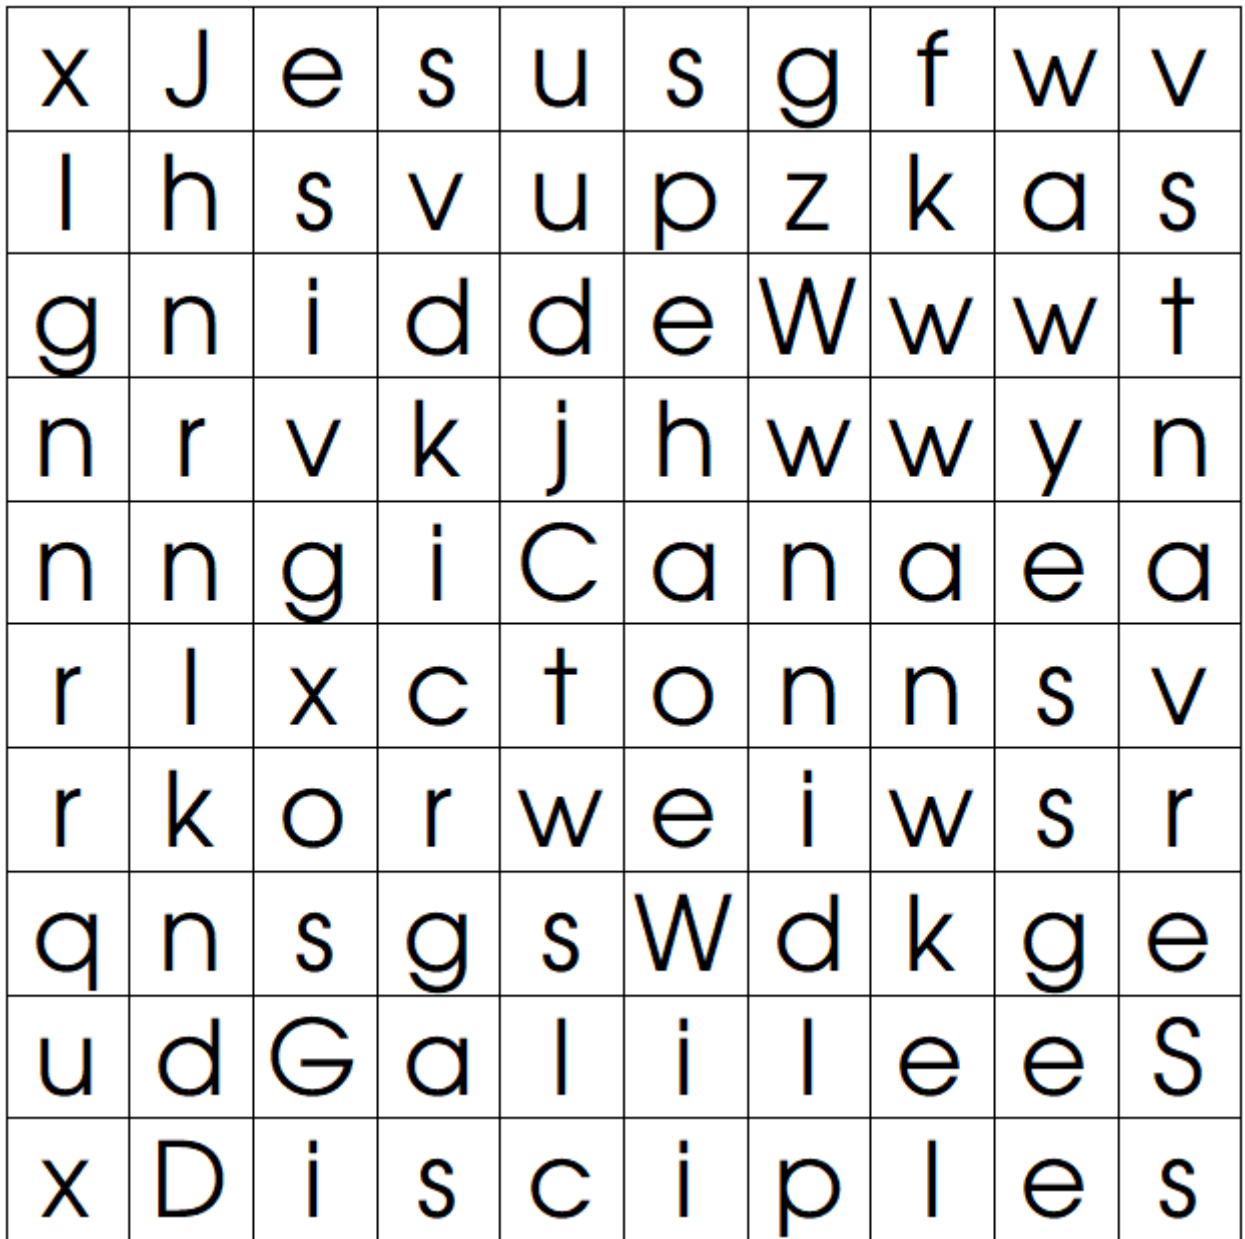 x J e s u s g f w v
l h s v u p z k a s
g n i d d e W w w t
n r v k j h w w y n
n n g i C a n a e a
r l x c t o n n s v
r k o r w e i w s r
q n s g s W d k g e
u d G a l i l e e S
x D i s c i p l e s